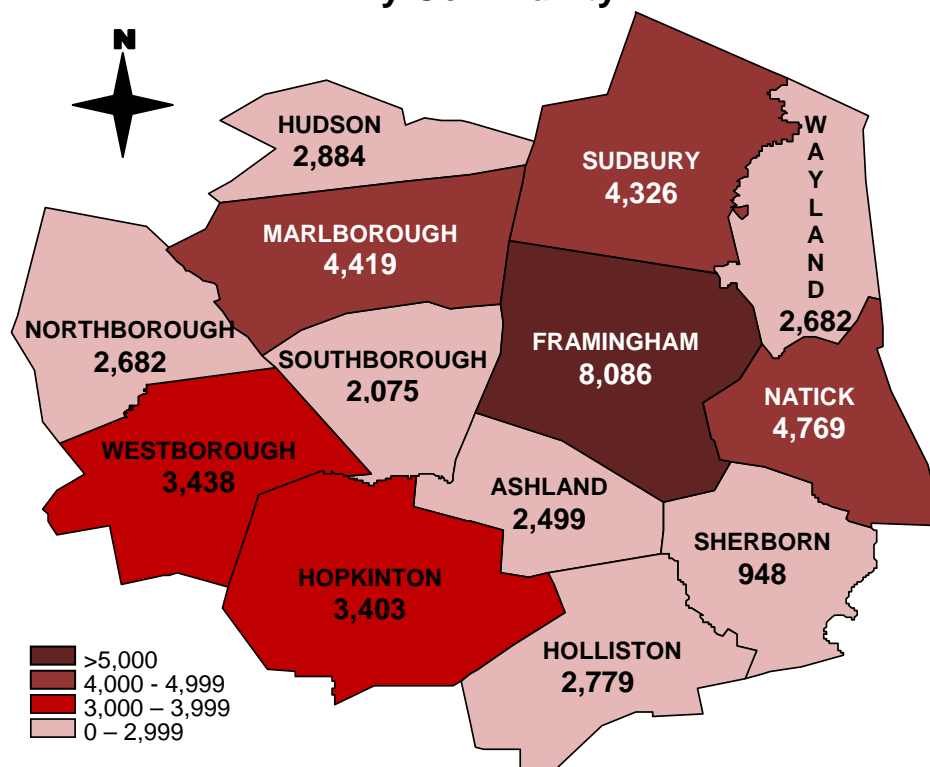 N
HUDSON
2,884
SUDBURY
4,326
WAYLAND
2,682
MARLBOROUGH
4,419
NORTHBOROUGH
2,682
SOUTHBOROUGH
2,075
FRAMINGHAM
8,086
NATICK
4,769
WESTBOROUGH
3,438
ASHLAND
2,499
SHERBORN
948
HOPKINTON
3,403
HOLLISTON
2,779
>5,000
4,000 - 4,999
3,000 – 3,999
0 – 2,999